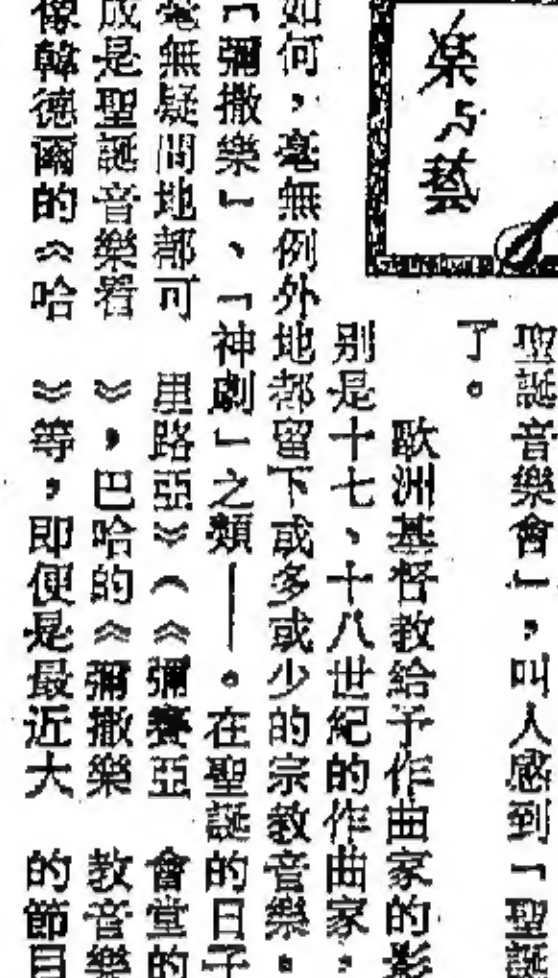 樂与藝
聖誕音樂會」，叫人感到「聖誕
了。
歐洲基督教給予作曲家的影
別是十七、十八世紀的作曲家，
如何，毫無例外地都留下或多或少的宗教音樂，
「彌撒樂」、「神劇」之類——。在聖誕的日子
毫無疑問地都可
里路亞》（《彌賽亞
會堂的
成是聖誕音樂看
》，巴哈的《彌撒樂
教音樂
像韓德爾的《哈
》等，即便是最近大
的節目